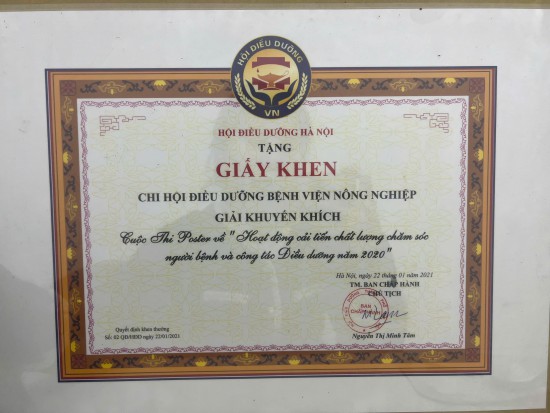 HỘI ĐIỀU DƯỠNG
VN
HỘI ĐIỀU DƯỠNG HÀ NỘI
TẶNG
GIẤY KHEN
CHI HỘI ĐIỀU DƯỠNG BỆNH VIỆN NÔNG NGHIỆP
GIẢI KHUYẾN KHÍCH
Cuộc Thi Poster về " Hoạt động cải tiến chất lượng chăm sóc
người bệnh và công tác Điều dưỡng năm 2020"
Hà Nội, ngày 22 tháng 01 năm 2021
TM. BAN CHẤP HÀNH
CHỦ TỊCH
BAN
CHẤP HÀNH
Quyết định khen thưởng
Số: 02 QĐ/HĐD ngày 22/01/2021
Nguyễn Thị Minh Tâm